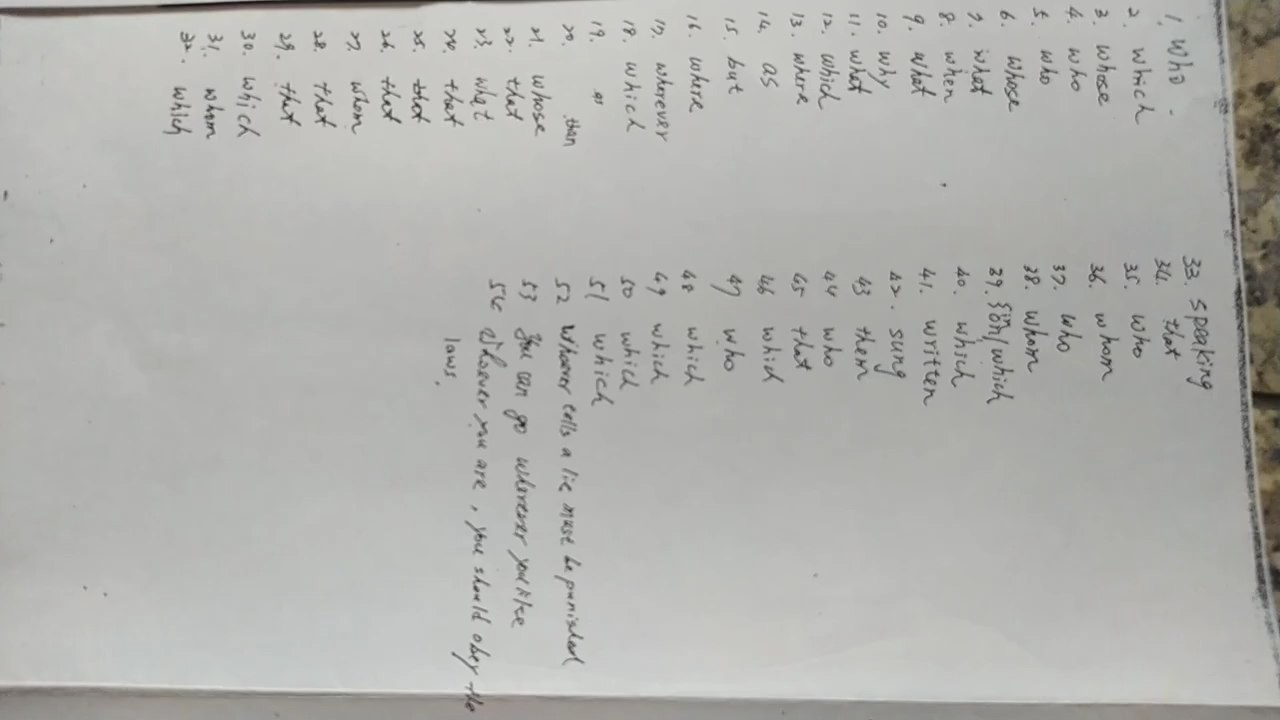 1. Who
2. which
3 whose
4. who
5. who
6. whose
7. what
8. when
9. what
10. why
11. what
12. which
13. where
14. as
15. but
16. where
17. wherever
18. which
19. as
20. than
21. whose
22. that
23. what
24. that
25. that
26. that
27. whom
28. that
29. that
30. which
31. whom
32. which
33. speaking
34. that
35. who
36. whom
37. who
38. whom
39. /which
40. which
41. written
42. sung
43 them
44 who
45 that
46 which
47 who
48 which
49 which
50 which
51 which
52 Whoever tells a lie must be punished
53 You can go wherever you like
54 Whoever you are, you should obey the
laws.